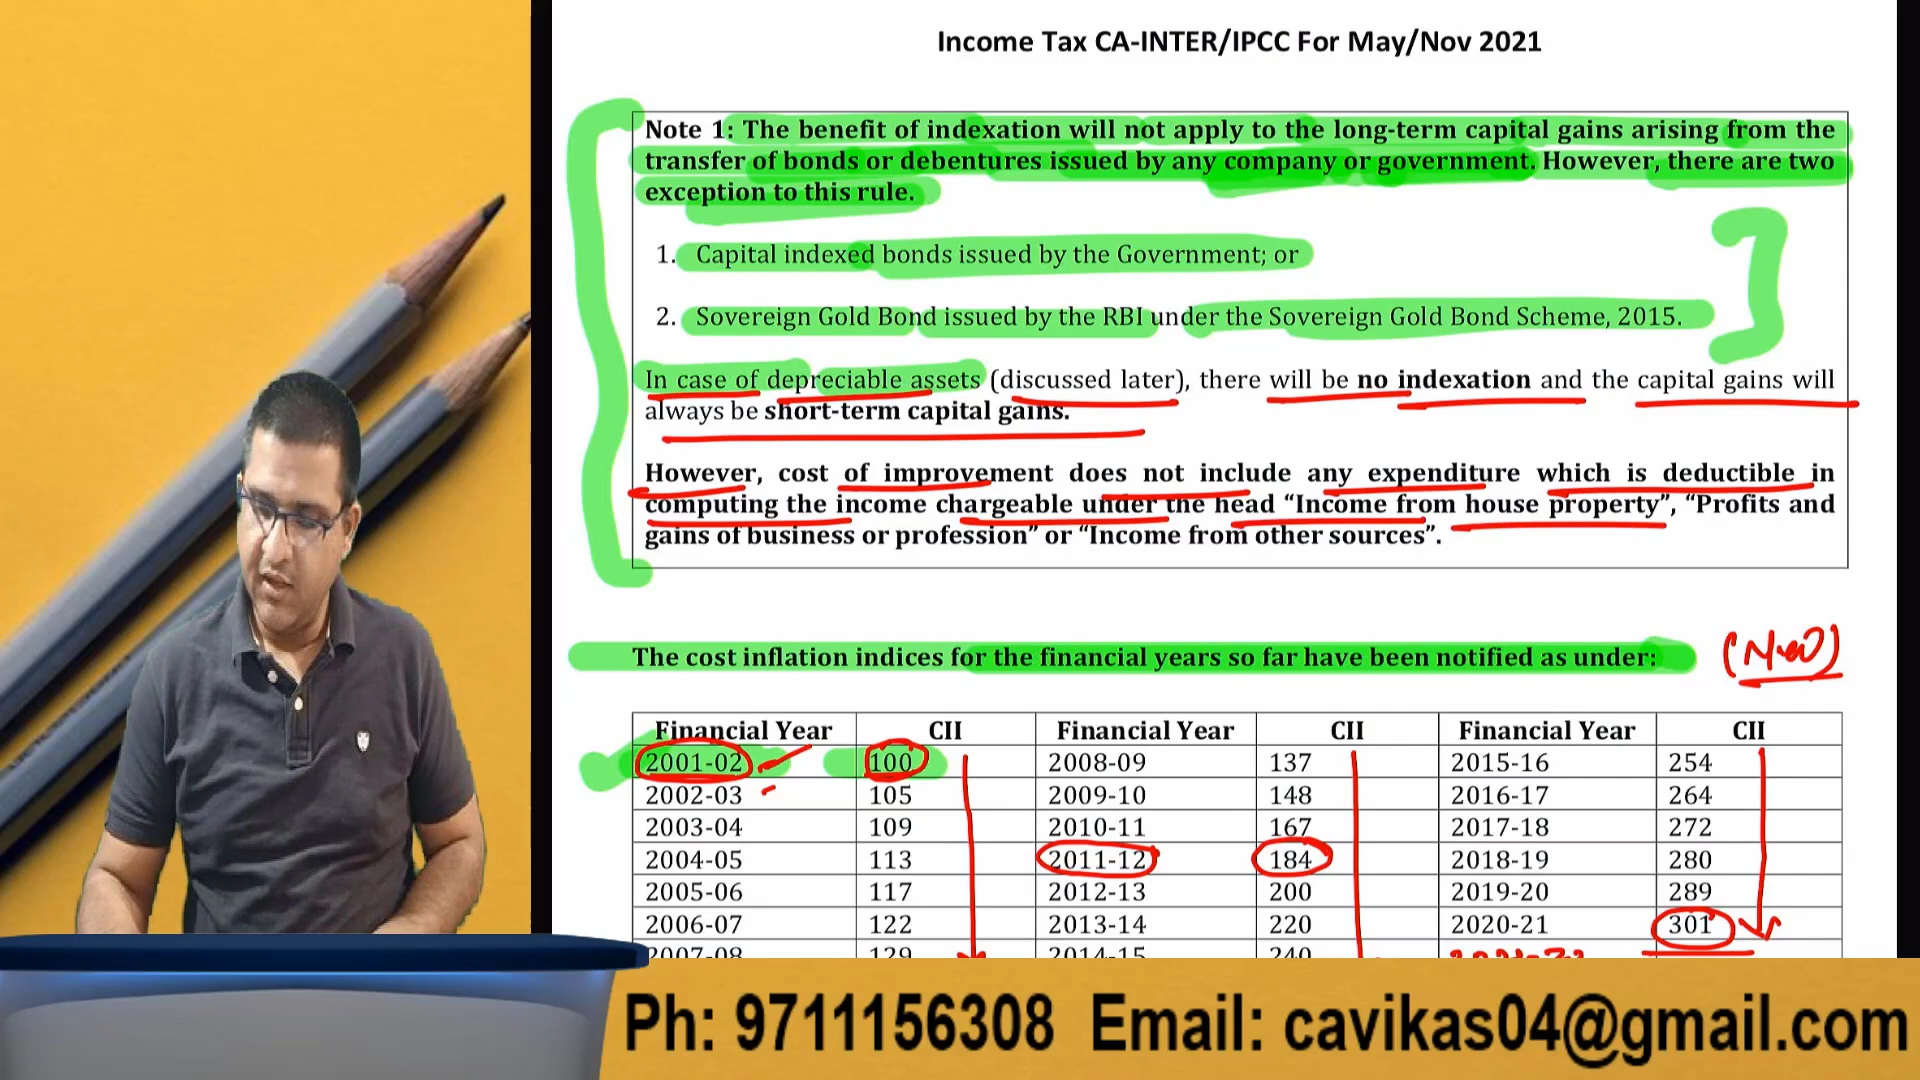 Income Tax CA-INTER/IPCC For May/Nov 2021
Note 1: The benefit of indexation will not apply to the long-term capital gains arising from the
transfer of bonds or debentures issued by any company or government. However, there are two
exception to this rule.
1. Capital indexed bonds issued by the Government; or
2. Sovereign Gold Bond issued by the RBI under the Sovereign Gold Bond Scheme, 2015.
In case of depreciable assets (discussed later), there will be no indexation and the capital gains will
always be short-term capital gains.
However, cost of improvement does not include any expenditure which is deductible in
computing the income chargeable under the head “Income from house property”, “Profits and
gains of business or profession” or “Income from other sources”.
The cost inflation indices for the financial years so far have been notified as under:
Financial Year CII Financial Year CII Financial Year CII
2001-02 100 2008-09 137 2015-16 254
2002-03 105 2009-10 148 2016-17 264
2003-04 109 2010-11 167 2017-18 272
2004-05 113 2011-12 184 2018-19 280
2005-06 117 2012-13 200 2019-20 289
2006-07 122 2013-14 220 2020-21 301
2007-08 129 2014-15 240
Ph: 9711156308 Email: cavikas04@gmail.com